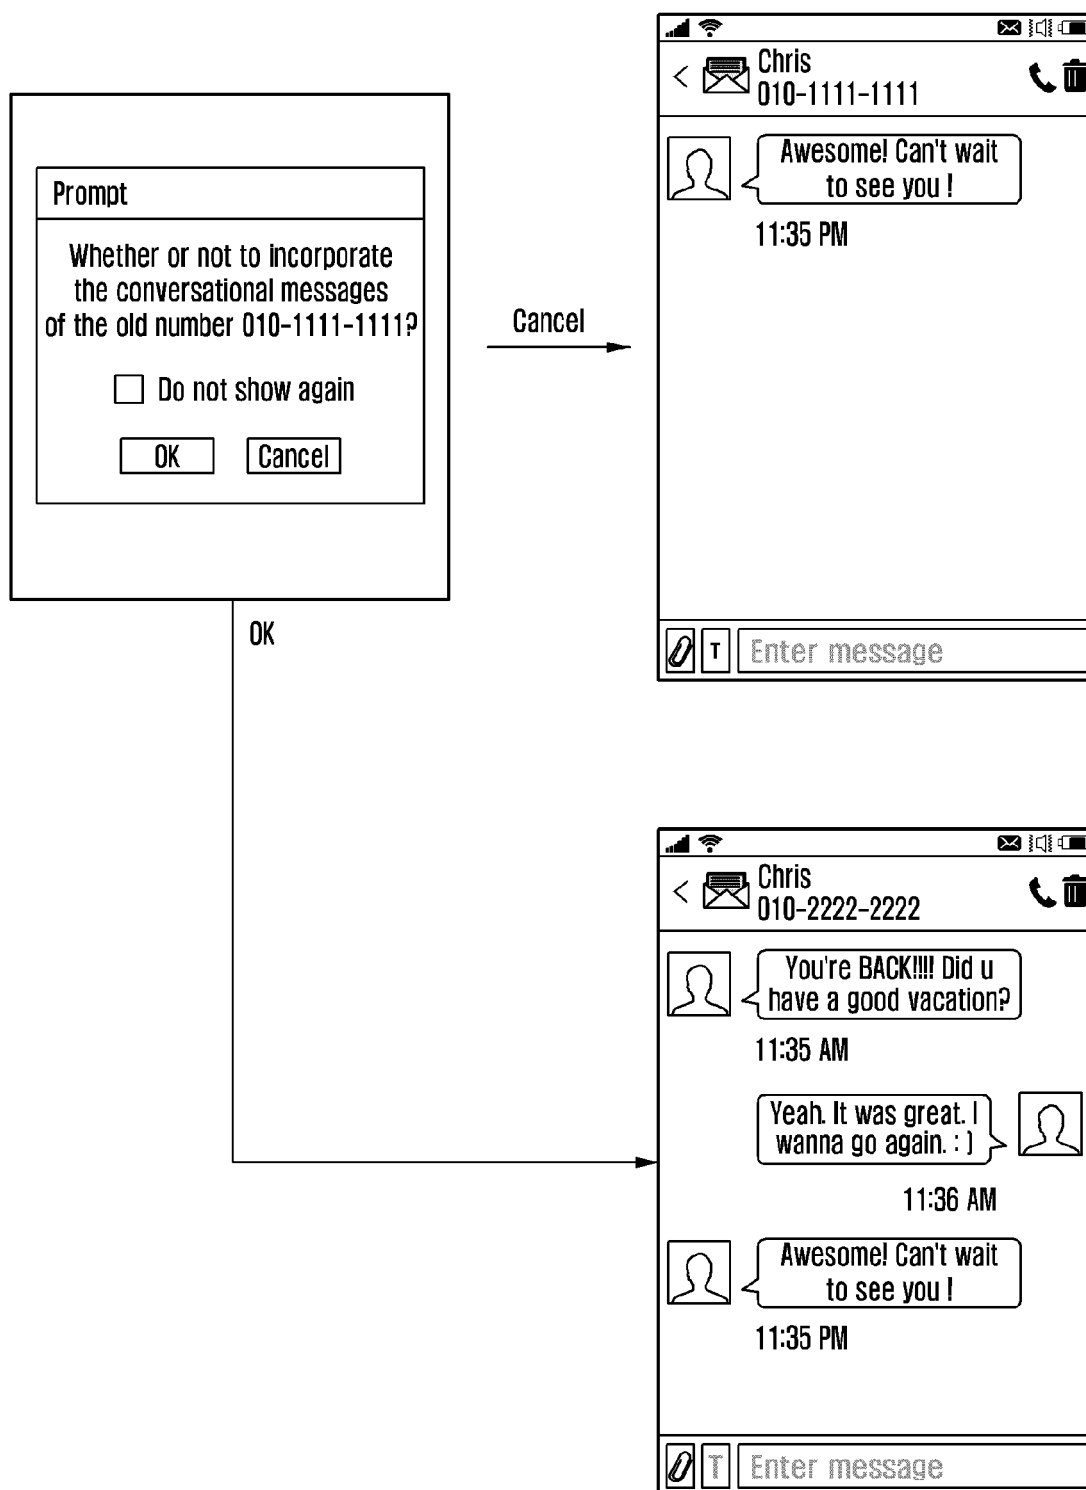 Prompt
Whether or not to incorporate
the conversational messages
of the old number 010-1111-1111?
Do not show again
OK
Cancel
Cancel
OK
Chris
010-1111-1111
Awesome! Can't wait
to see you !
11:35 PM
T
Enter message
Chris
010-2222-2222
You're BACK!!!! Did u
have a good vacation?
11:35 AM
Yeah. It was great. I
wanna go again. : )
11:36 AM
Awesome! Can't wait
to see you !
11:35 PM
T
Enter message